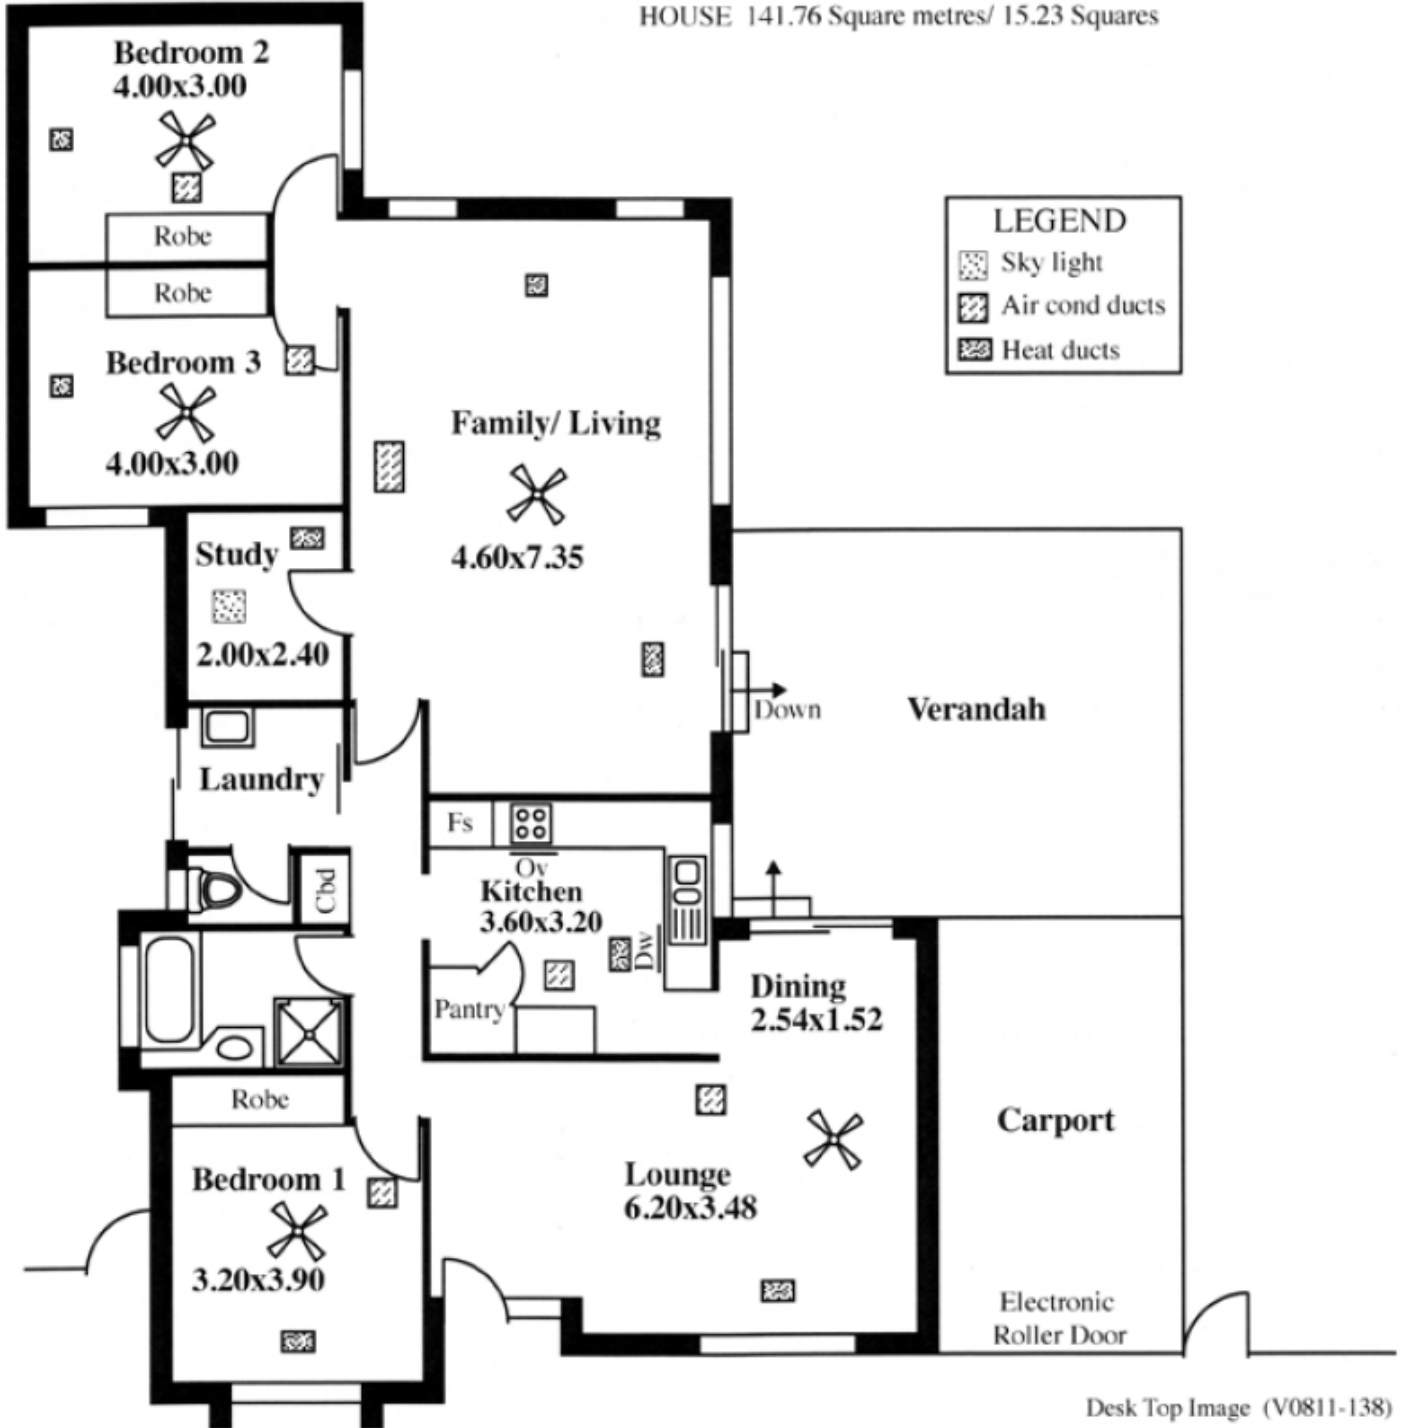 HOUSE 141.76 Square metres/ 15.23 Squares
Bedroom 2
4.00x3.00
Robe
Robe
Bedroom 3
4.00x3.00
LEGEND
Sky light
Air cond ducts
Heat ducts
Family/ Living
4.60x7.35
Study
2.00x2.40
Down
Verandah
Laundry
Fs
Ov
Cbd
Kitchen
3.60x3.20
Dw
Pantry
Dining
2.54x1.52
Robe
Carport
Bedroom 1
3.20x3.90
Lounge
6.20x3.48
Electronic
Roller Door
Desk Top Image (V0811-138)